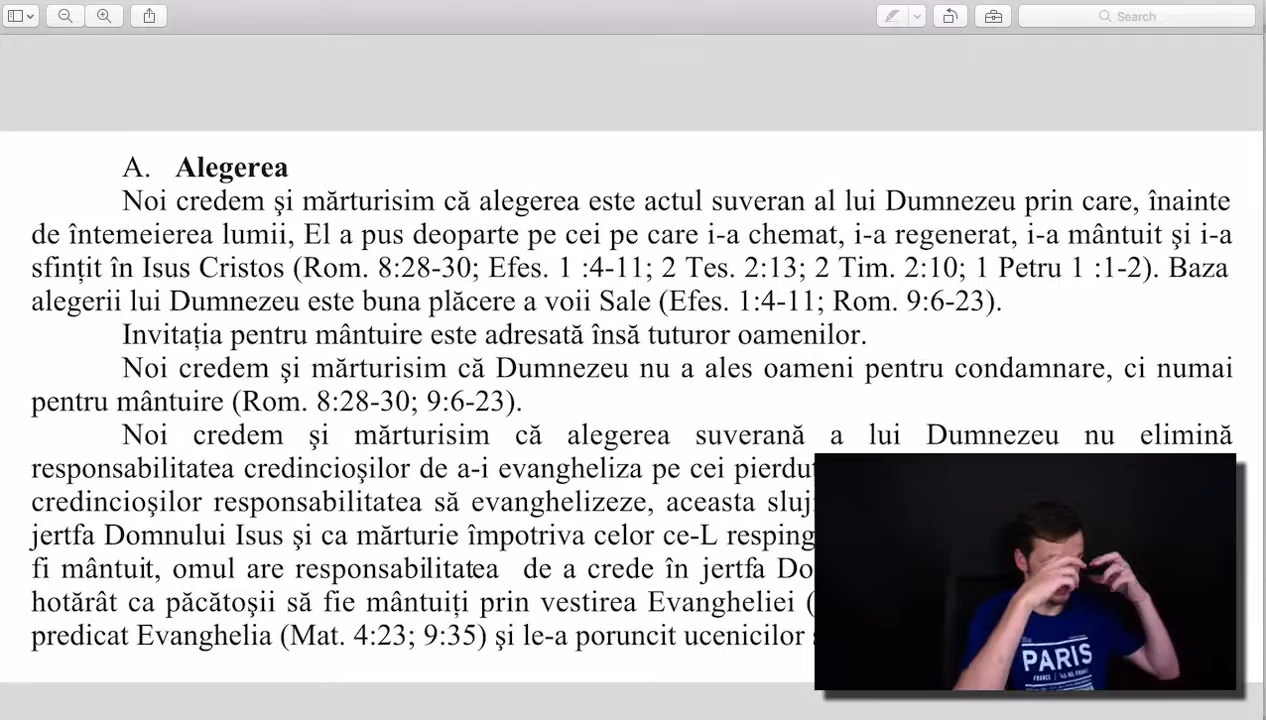 Search
A. Alegerea
Noi credem şi mărturisim că alegerea este actul suveran al lui Dumnezeu prin care, înainte
de întemeierea lumii, El a pus deoparte pe cei pe care i-a chemat, i-a regenerat, i-a mântuit şi i-a
sfinţit în Isus Cristos (Rom. 8:28-30; Efes. 1 :4-11; 2 Tes. 2:13; 2 Tim. 2:10; 1 Petru 1 :1-2). Baza
alegerii lui Dumnezeu este buna plăcere a voii Sale (Efes. 1:4-11; Rom. 9:6-23).
Invitaţia pentru mântuire este adresată însă tuturor oamenilor.
Noi credem şi mărturisim că Dumnezeu nu a ales oameni pentru condamnare, ci numai
pentru mântuire (Rom. 8:28-30; 9:6-23).
Noi credem şi mărturisim că alegerea suverană a lui Dumnezeu nu elimină
responsabilitatea credincioşilor de a-i evangheliza pe cei
credincioşilor responsabilitatea să evanghelizeze, aceasta
jertfa Domnului Isus şi ca mărturie împotriva celor ce-L resping
fi mântuit, omul are responsabilitatea de a crede în jertfa
hotărât ca păcătoşii să fie mântuiţi prin vestirea Evangheliei (
predicat Evanghelia (Mat. 4:23; 9:35) şi le-a poruncit ucenicilor
PARIS
FRANCE